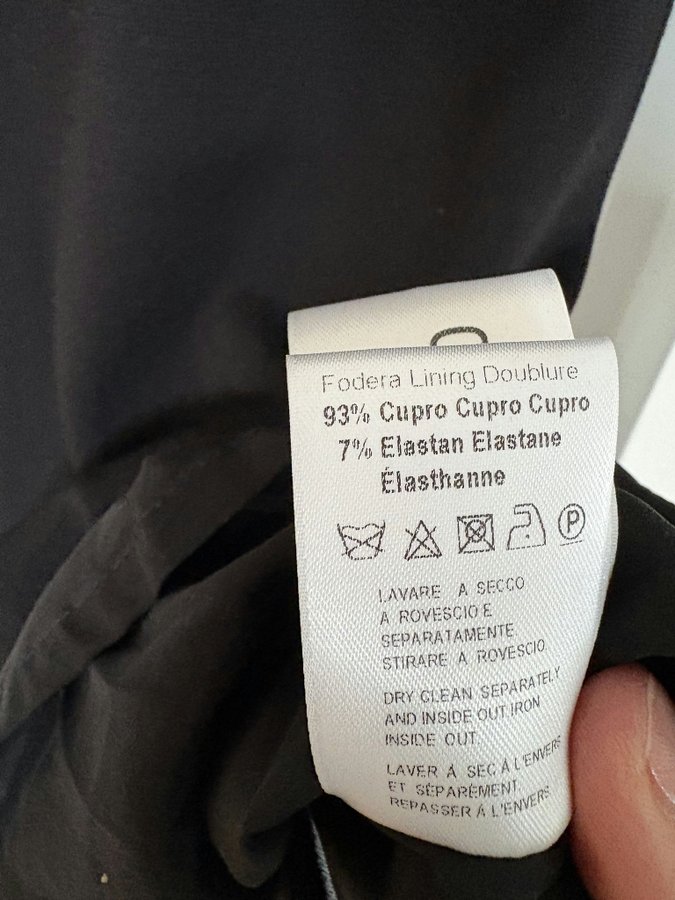 Fodera Lining Doublure
93% Cupro Cupro Cupro
7% Elastan Elastane
Élasthanne
P
LAVARE A SECCO
A ROVESCIO E
SEPARATAMENTE.
STIRARE A ROVESCIO.
DRY CLEAN SEPARATELY
AND INSIDE OUT.IRON
INSIDE OUT.
LAVER À SEC À L'ENVERS
ET SÉPARÉMENT.
REPASSER À L'ENVERS.